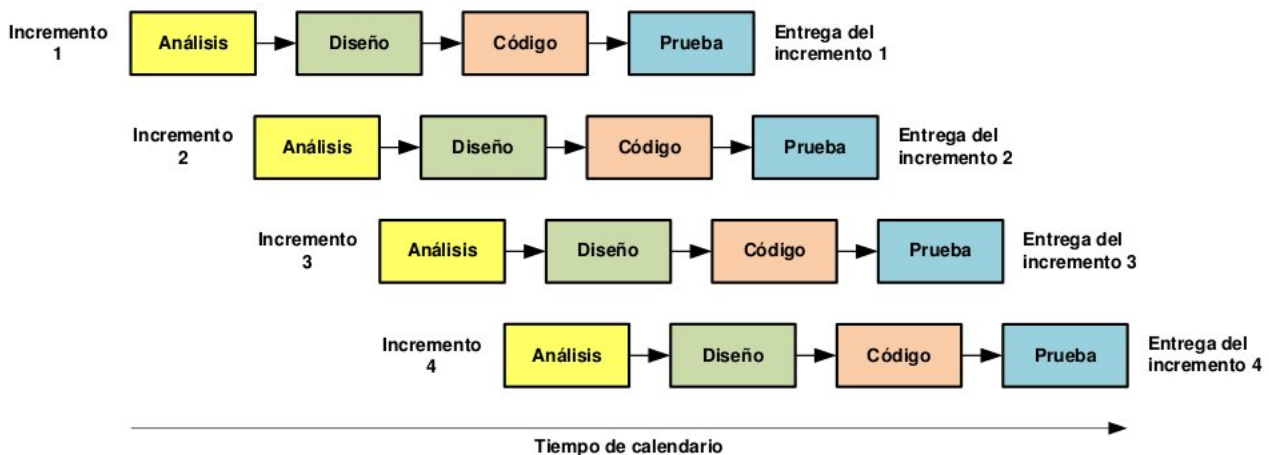 Incremento
1
Análisis
Diseño
Código
Prueba
Entrega del
incremento 1
Incremento
2
Análisis
Diseño
Código
Prueba
Entrega del
incremento 2
Incremento
3
Análisis
Diseño
Código
Prueba
Entrega del
incremento 3
Incremento
4
Análisis
Diseño
Código
Prueba
Entrega del
incremento 4
Tiempo de calendario